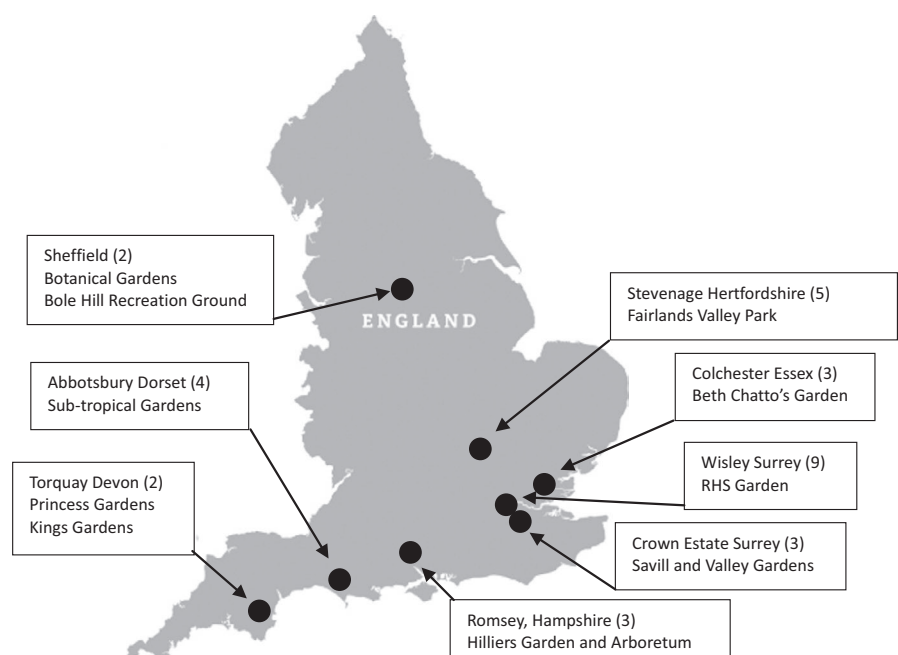 Sheffield (2)
Botanical Gardens
Bole Hill Recreation Ground
ENGLAND
Stevenage Hertfordshire (5)
Fairlands Valley Park
Abbotsbury Dorset (4)
Sub-tropical Gardens
Colchester Essex (3)
Beth Chatto’s Garden
Wisley Surrey (9)
RHS Garden
Torquay Devon (2)
Princess Gardens
Kings Gardens
Crown Estate Surrey (3)
Savill and Valley Gardens
Romsey, Hampshire (3)
Hilliers Garden and Arboretum